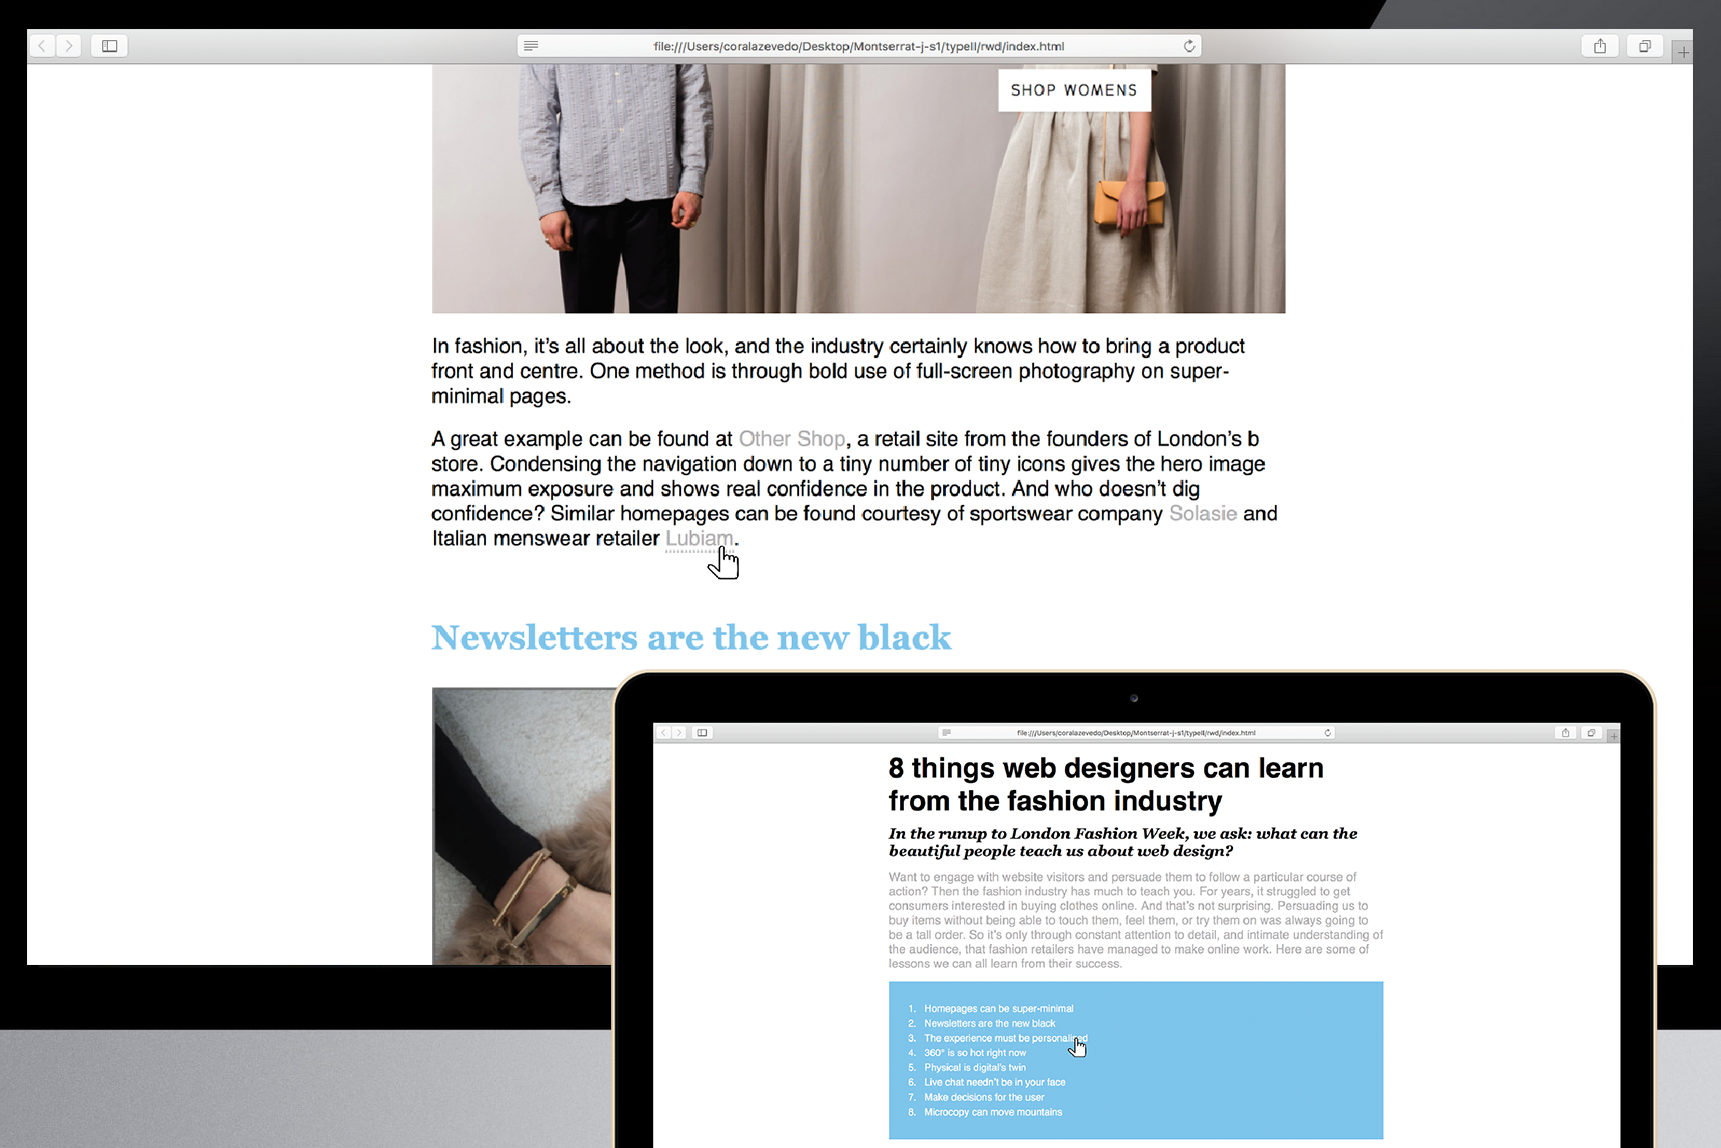 file:///Users/coralazevedo/Desktop/Montserrat-j-s1/typeII/rwd/index.html
SHOP WOMENS
In fashion, it’s all about the look, and the industry certainly knows how to bring a product
front and centre. One method is through bold use of full-screen photography on super-
minimal pages.
A great example can be found at Other Shop, a retail site from the founders of London’s b
store. Condensing the navigation down to a tiny number of tiny icons gives the hero image
maximum exposure and shows real confidence in the product. And who doesn’t dig
confidence? Similar homepages can be found courtesy of sportswear company Solasie and
Italian menswear retailer Lubiam.
Newsletters are the new black
file:///Users/coralazevedo/Desktop/Montserrat-j-s1/typeII/rwd/index.html
8 things web designers can learn
from the fashion industry
In the runup to London Fashion Week, we ask: what can the
beautiful people teach us about web design?
Want to engage with website visitors and persuade them to follow a particular course of
action? Then the fashion industry has much to teach you. For years, it struggled to get
consumers interested in buying clothes online. And that’s not surprising. Persuading us to
buy items without being able to touch them, feel them, or try them on was always going to
be a tall order. So it’s only through constant attention to detail, and intimate understanding of
the audience, that fashion retailers have managed to make online work. Here are some of
lessons we can all learn from their success.
1. Homepages can be super-minimal
2. Newsletters are the new black
3. The experience must be personalised
4. 360° is so hot right now
5. Physical is digital’s twin
6. Live chat needn’t be in your face
7. Make decisions for the user
8. Microcopy can move mountains